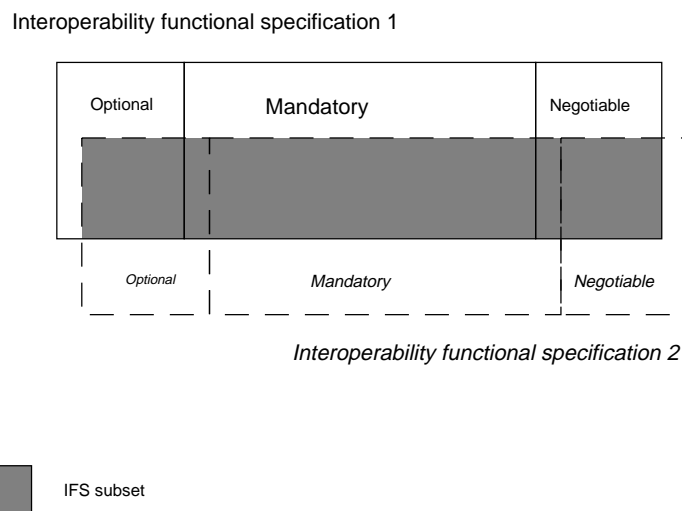 Interoperability functional specification 1
Optional Mandatory Negotiable
Optional Mandatory Negotiable
Interoperability functional specification 2
IFS subset